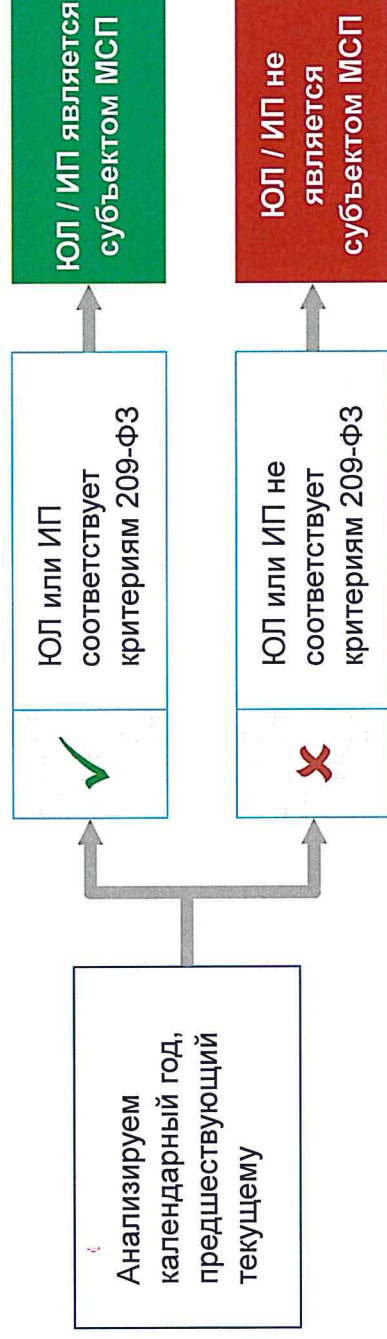 Анализируем
календарный год,
предшествующий
текущему
ЮЛ или ИП
соответствует
критериям 209-ФЗ
ЮЛ / ИП является
субъектом МСП
ЮЛ или ИП не
соответствует
критериям 209-ФЗ
ЮЛ / ИП не
является
субъектом МСП